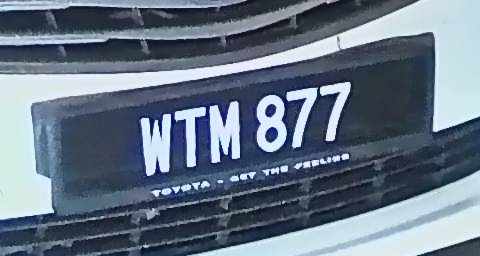 WTM 877
TOYOTA - GET THE FEELING